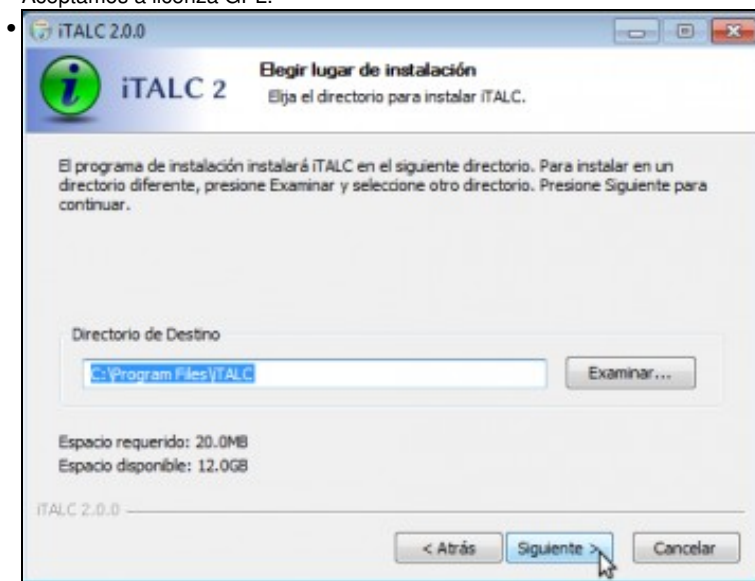 Aceptamos a licenza GPL.
iTALC 2.0.0
iTALC 2
Elegir lugar de instalación
Elija el directorio para instalar iTALC.
El programa de instalación instalará iTALC en el siguiente directorio. Para instalar en un
directorio diferente, presione Examinar y seleccione otro directorio. Presione Siguiente para
continuar.
Directorio de Destino
C:\Program Files\iTALC
Examinar...
Espacio requerido: 20.0MB
Espacio disponible: 12.0GB
iTALC 2.0.0
< Atrás
Siguiente >
Cancelar